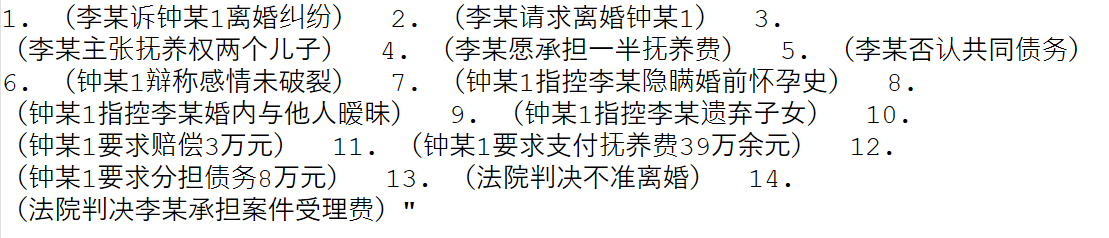 1. (李某诉钟某1离婚纠纷) 2. (李某请求离婚钟某1) 3.
(李某主张抚养权两个儿子) 4. (李某愿承担一半抚养费) 5. (李某否认共同债务)
6. (钟某1辩称感情未破裂) 7. (钟某1指控李某隐瞒婚前怀孕史) 8.
(钟某1指控李某婚内与他人暧昧) 9. (钟某1指控李某遗弃子女) 10.
(钟某1要求赔偿3万元) 11. (钟某1要求支付抚养费39万余元) 12.
(钟某1要求分担债务8万元) 13. (法院判决不准离婚) 14.
(法院判决李某承担案件受理费)"